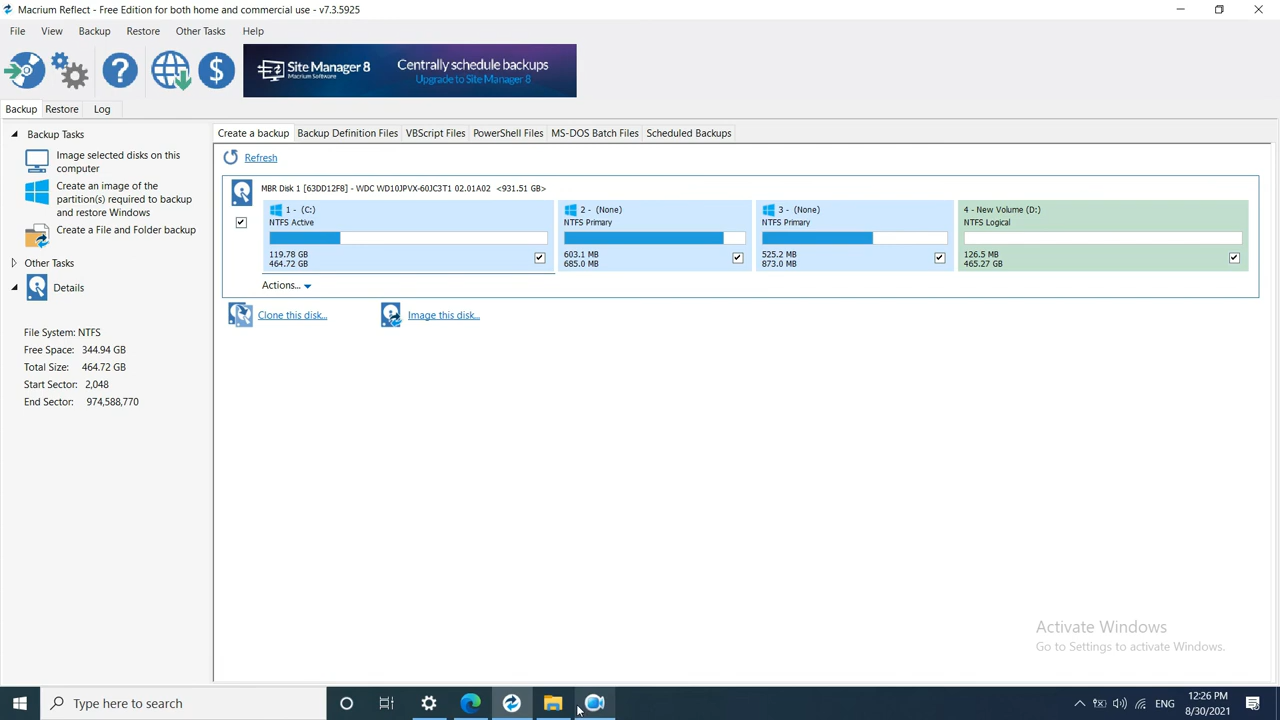 Macrium Reflect - Free Edition for both home and commercial use - v7.3.5925
File View Backup Restore Other Tasks Help
Site Manager 8
Macrium Software
Centrally schedule backups
Upgrade to Site Manager 8
Backup Restore Log
Backup Tasks
Image selected disks on this
computer
Create an image of the
partition(s) required to backup
and restore Windows
Create a File and Folder backup
Other Tasks
Details
File System: NTFS
Free Space: 344.94 GB
Total Size: 464.72 GB
Start Sector: 2,048
End Sector: 974,588,770
Create a backup Backup Definition Files VBScript Files PowerShell Files MS-DOS Batch Files Scheduled Backups
Refresh
MBR Disk 1 [63DD12F8] - WDC WD10JPVX-60JC3T1 02.01A02 <931.51 GB>
1 - (C:)
NTFS Active
119.78 GB
464.72 GB
2 - (None)
NTFS Primary
603.1 MB
685.0 MB
3 - (None)
NTFS Primary
525.2 MB
873.0 MB
4 - New Volume (D:)
NTFS Logical
126.5 MB
465.27 GB
Actions...
Clone this disk... Image this disk...
Activate Windows
Go to Settings to activate Windows.
Type here to search
ENG
12:26 PM
8/30/2021